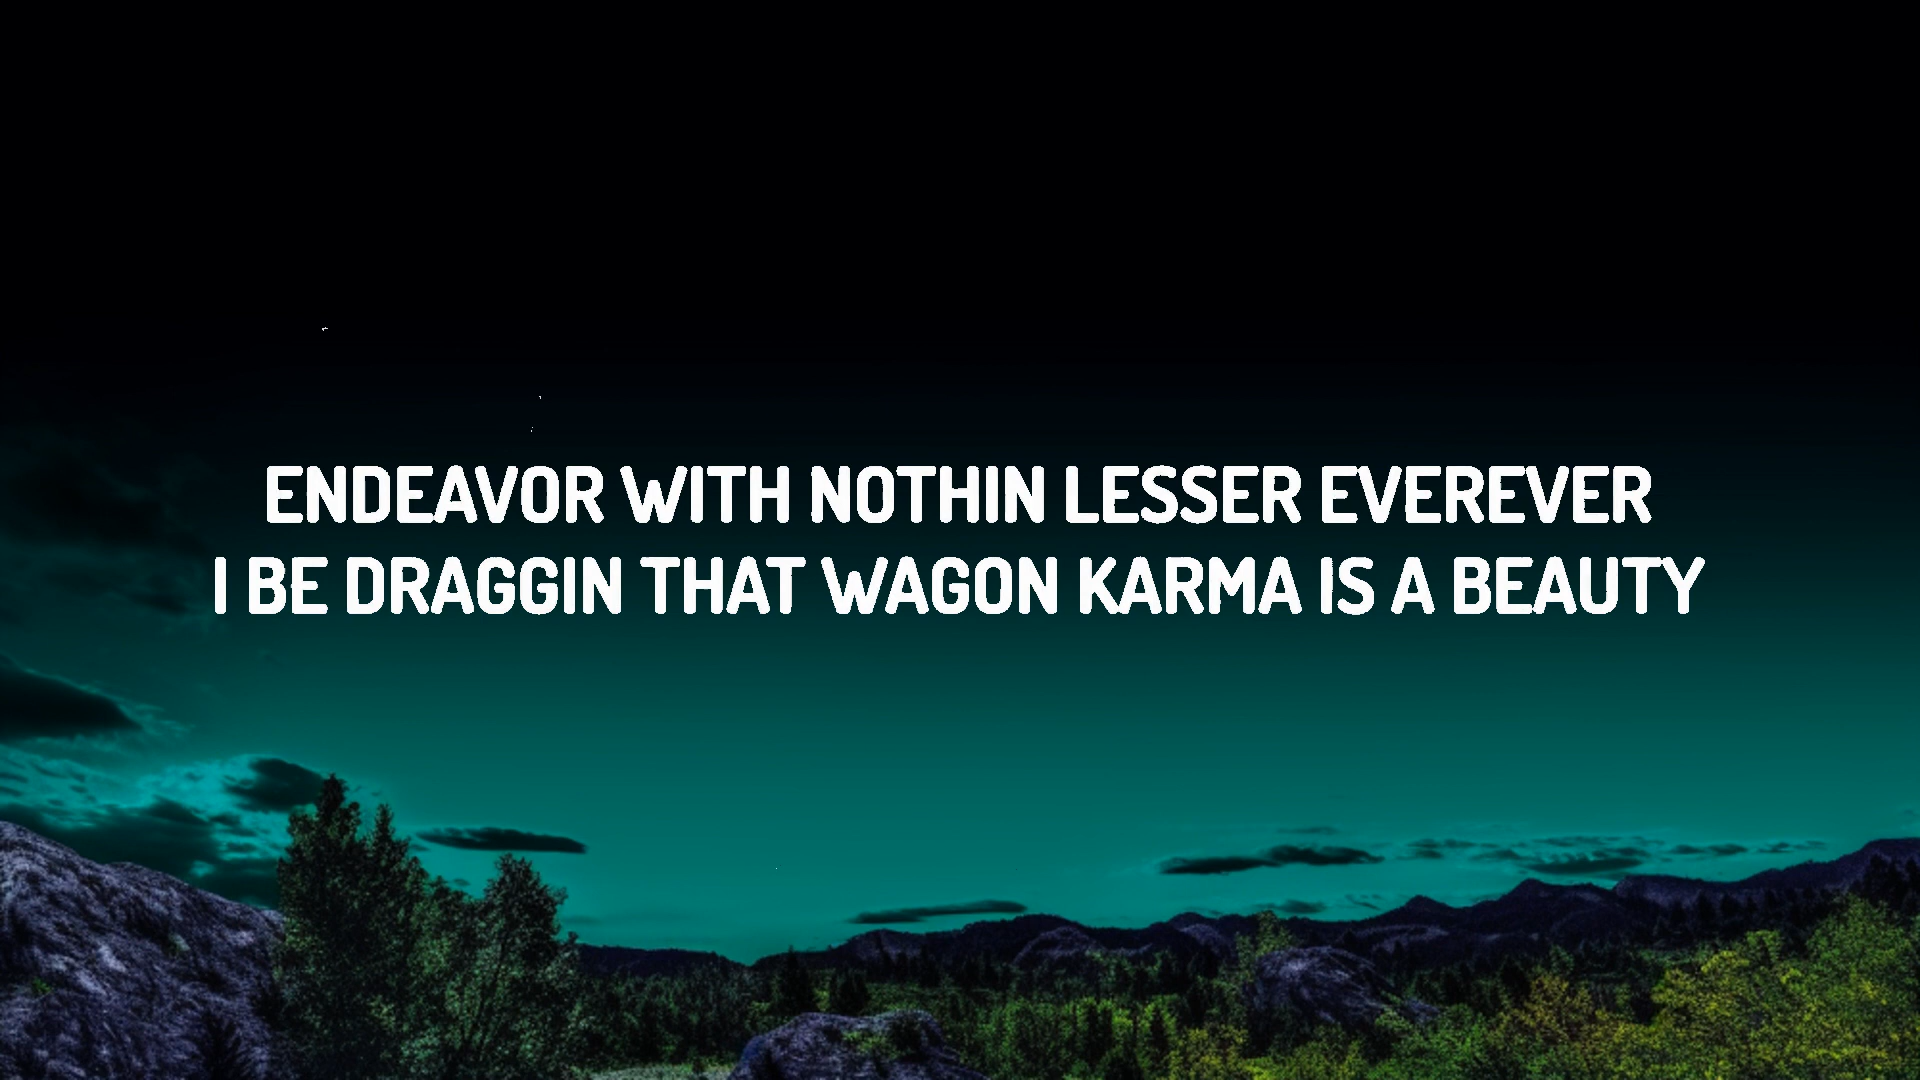 ENDEAVOR WITH NOTHIN LESSER EVEREVER
I BE DRAGGIN THAT WAGON KARMA IS A BEAUTY